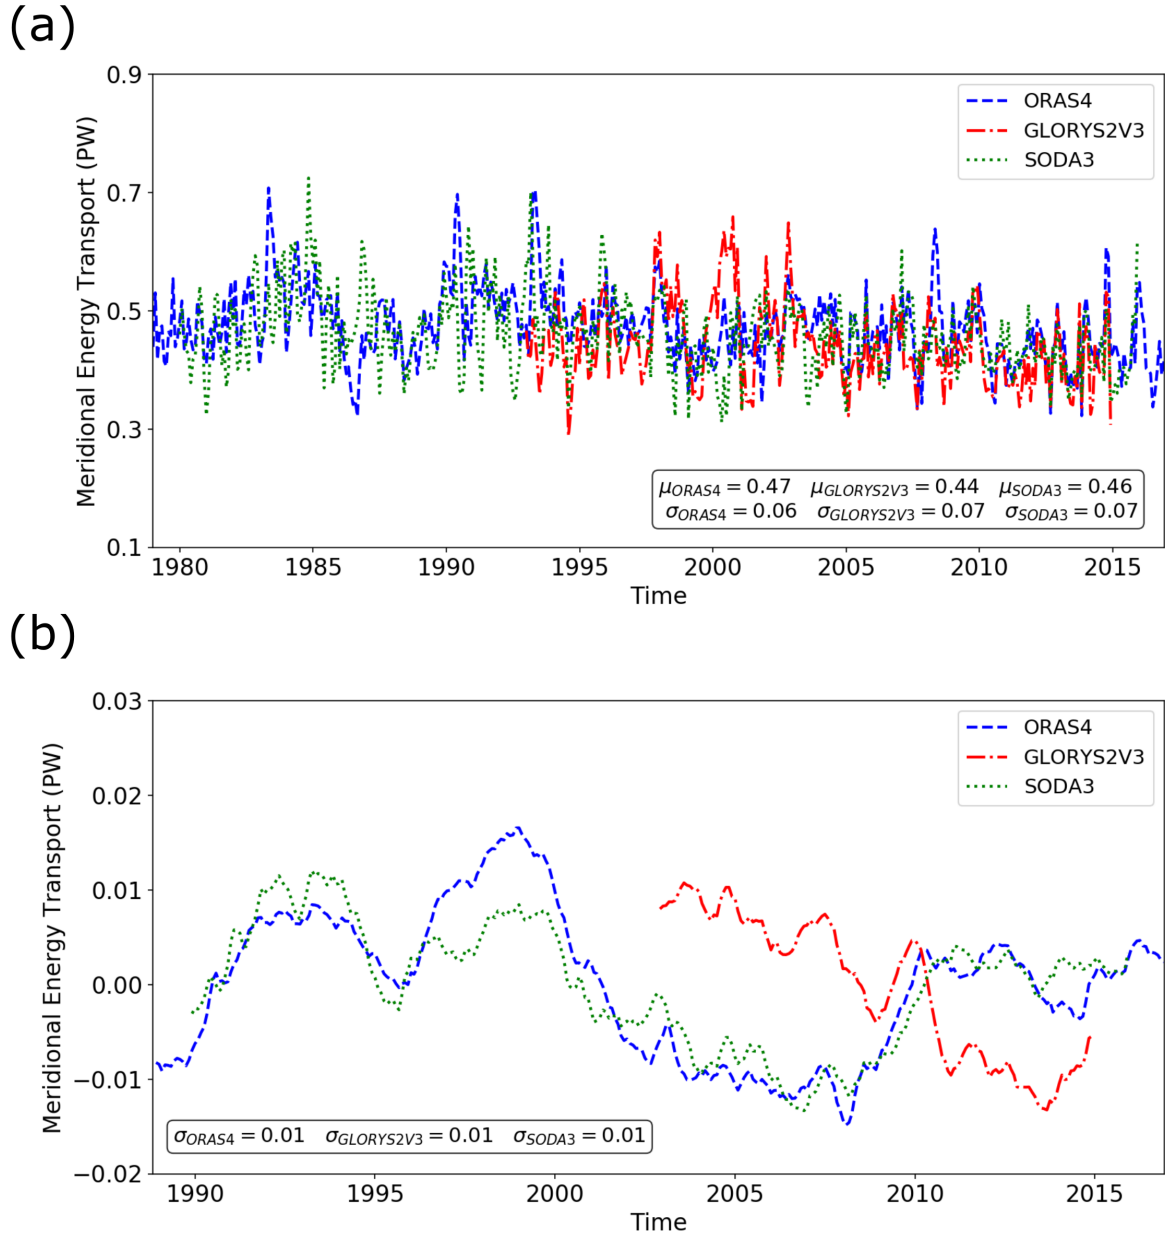 (a)
0.9
0.7
0.5
0.3
0.1
Meridional Energy Transport (PW)
ORAS4
GLORYS2V3
SODA3
μORAS4 = 0.47 μGLORYS2V3 = 0.44 μSODA3 = 0.46
σORAS4 = 0.06 σGLORYS2V3 = 0.07 σSODA3 = 0.07
1980 1985 1990 1995 2000 2005 2010 2015
Time
(b)
0.03
0.02
0.01
0.00
−0.01
−0.02
Meridional Energy Transport (PW)
ORAS4
GLORYS2V3
SODA3
σORAS4 = 0.01 σGLORYS2V3 = 0.01 σSODA3 = 0.01
1990 1995 2000 2005 2010 2015
Time